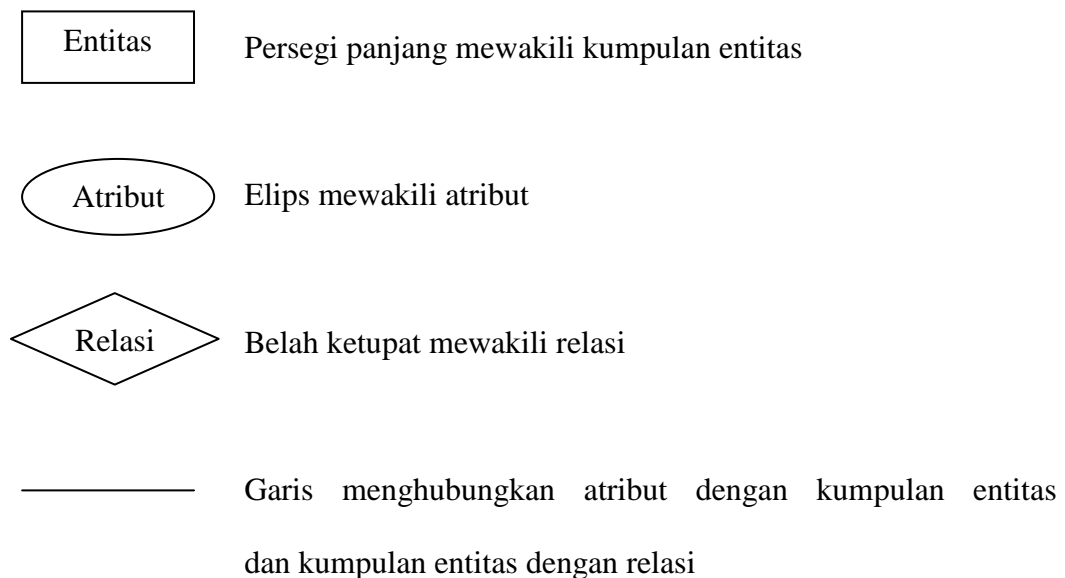 Entitas
Persegi panjang mewakili kumpulan entitas
Atribut
Elips mewakili atribut
Relasi
Belah ketupat mewakili relasi
Garis menghubungkan atribut dengan kumpulan entitas
dan kumpulan entitas dengan relasi